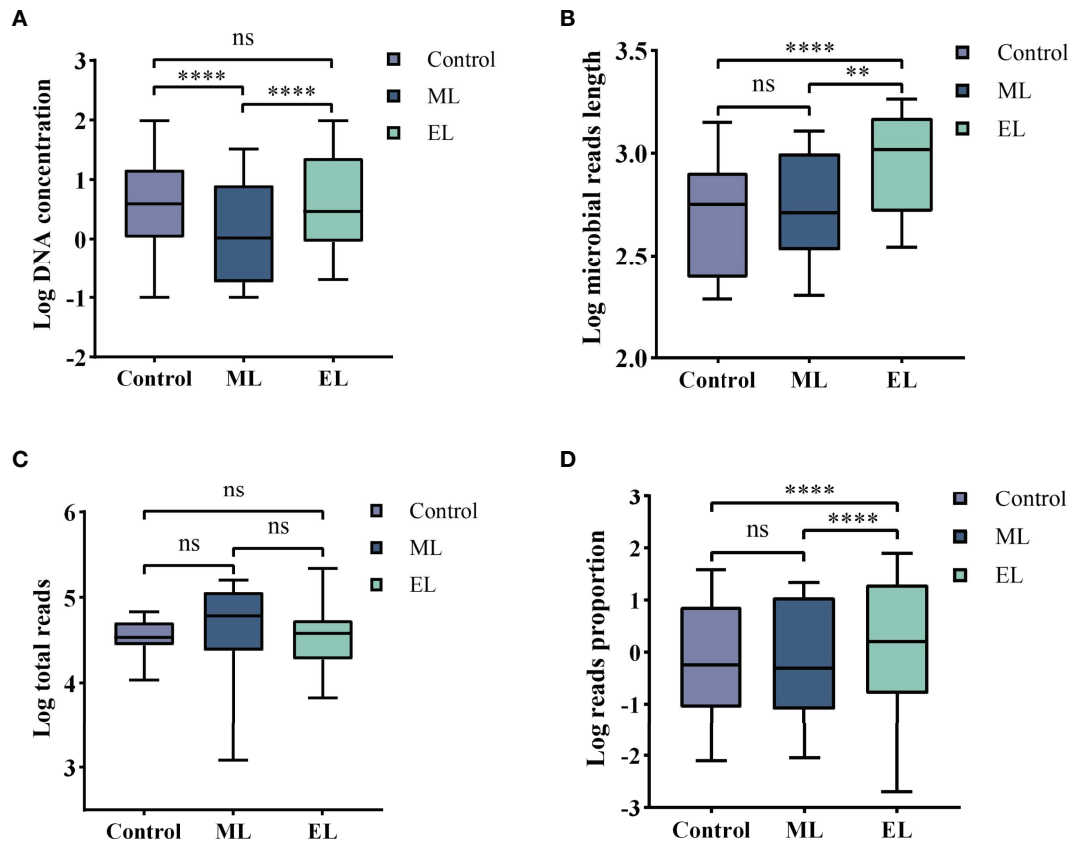 A
Log DNA concentration
3
2
1
0
-1
-2
ns
****
****
Control
ML
EL
Control
ML
EL
B
Log microbial reads length
3.5
3.0
2.5
2.0
****
ns
**
Control
ML
EL
Control
ML
EL
C
Log total reads
6
5
4
3
ns
ns
ns
Control
ML
EL
Control
ML
EL
D
Log reads proportion
3
2
1
0
-1
-2
-3
****
ns
****
Control
ML
EL
Control
ML
EL